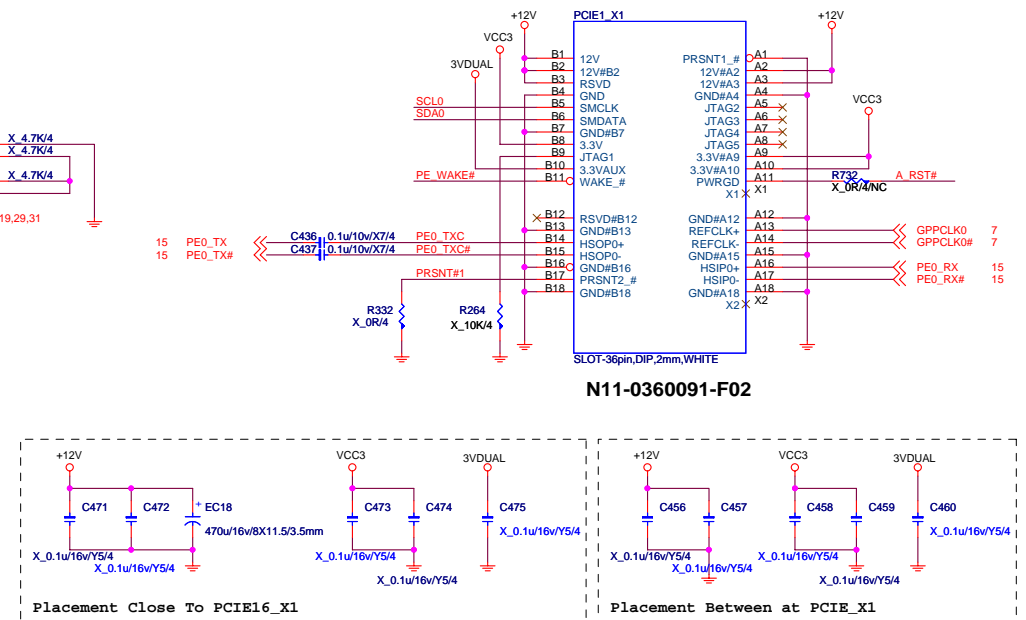 PCIE1_X1
+12V
+12V
VCC3
3VDUAL
VCC3
B1 12V PRSNT1_# A1
B2 12V#B2 12V#A2 A2
B3 RSVD 12V#A3 A3
B4 GND GND#A4 A4
SCL0 B5 SMCLK JTAG2 A5
SDA0 B6 SMDATA JTAG3 A6
B7 GND#B7 JTAG4 A7
B8 3.3V JTAG5 A8
B9 JTAG1 3.3V#A9 A9
B10 3.3VAUX 3.3V#A10 A10
PE_WAKE# B11 WAKE_# PWRGD A11 R732 A_RST#
X1 X1 X_0R/4/NC
X_4.7K/4
X_4.7K/4
X_4.7K/4
19,29,31
B12 RSVD#B12 GND#A12 A12
B13 GND#B13 REFCLK+ A13 GPPCLK0 7
15 PE0_TX C436 0.1u/10v/X7/4 PE0_TXC B14 HSOP0+ REFCLK- A14 GPPCLK0# 7
15 PE0_TX# C437 0.1u/10v/X7/4 PE0_TXC# B15 HSOP0- GND#A15 A15
B16 GND#B16 HSIP0+ A16 PE0_RX 15
PRSNT#1 B17 PRSNT2_# HSIP0- A17 PE0_RX# 15
B18 GND#B18 GND#A18 A18
X2 X2
R332
X_0R/4
R264
X_10K/4
SLOT-36pin,DIP,2mm,WHITE
N11-0360091-F02
+12V VCC3 3VDUAL
C471 C472 + EC18 C473 C474 C475
470u/16v/8X11.5/3.5mm
X_0.1u/16v/Y5/4
X_0.1u/16v/Y5/4
X_0.1u/16v/Y5/4
X_0.1u/16v/Y5/4
X_0.1u/16v/Y5/4
Placement Close To PCIE16_X1
+12V VCC3 3VDUAL
C456 C457 C458 C459 C460
X_0.1u/16v/Y5/4
X_0.1u/16v/Y5/4
X_0.1u/16v/Y5/4
X_0.1u/16v/Y5/4
X_0.1u/16v/Y5/4
Placement Between at PCIE_X1